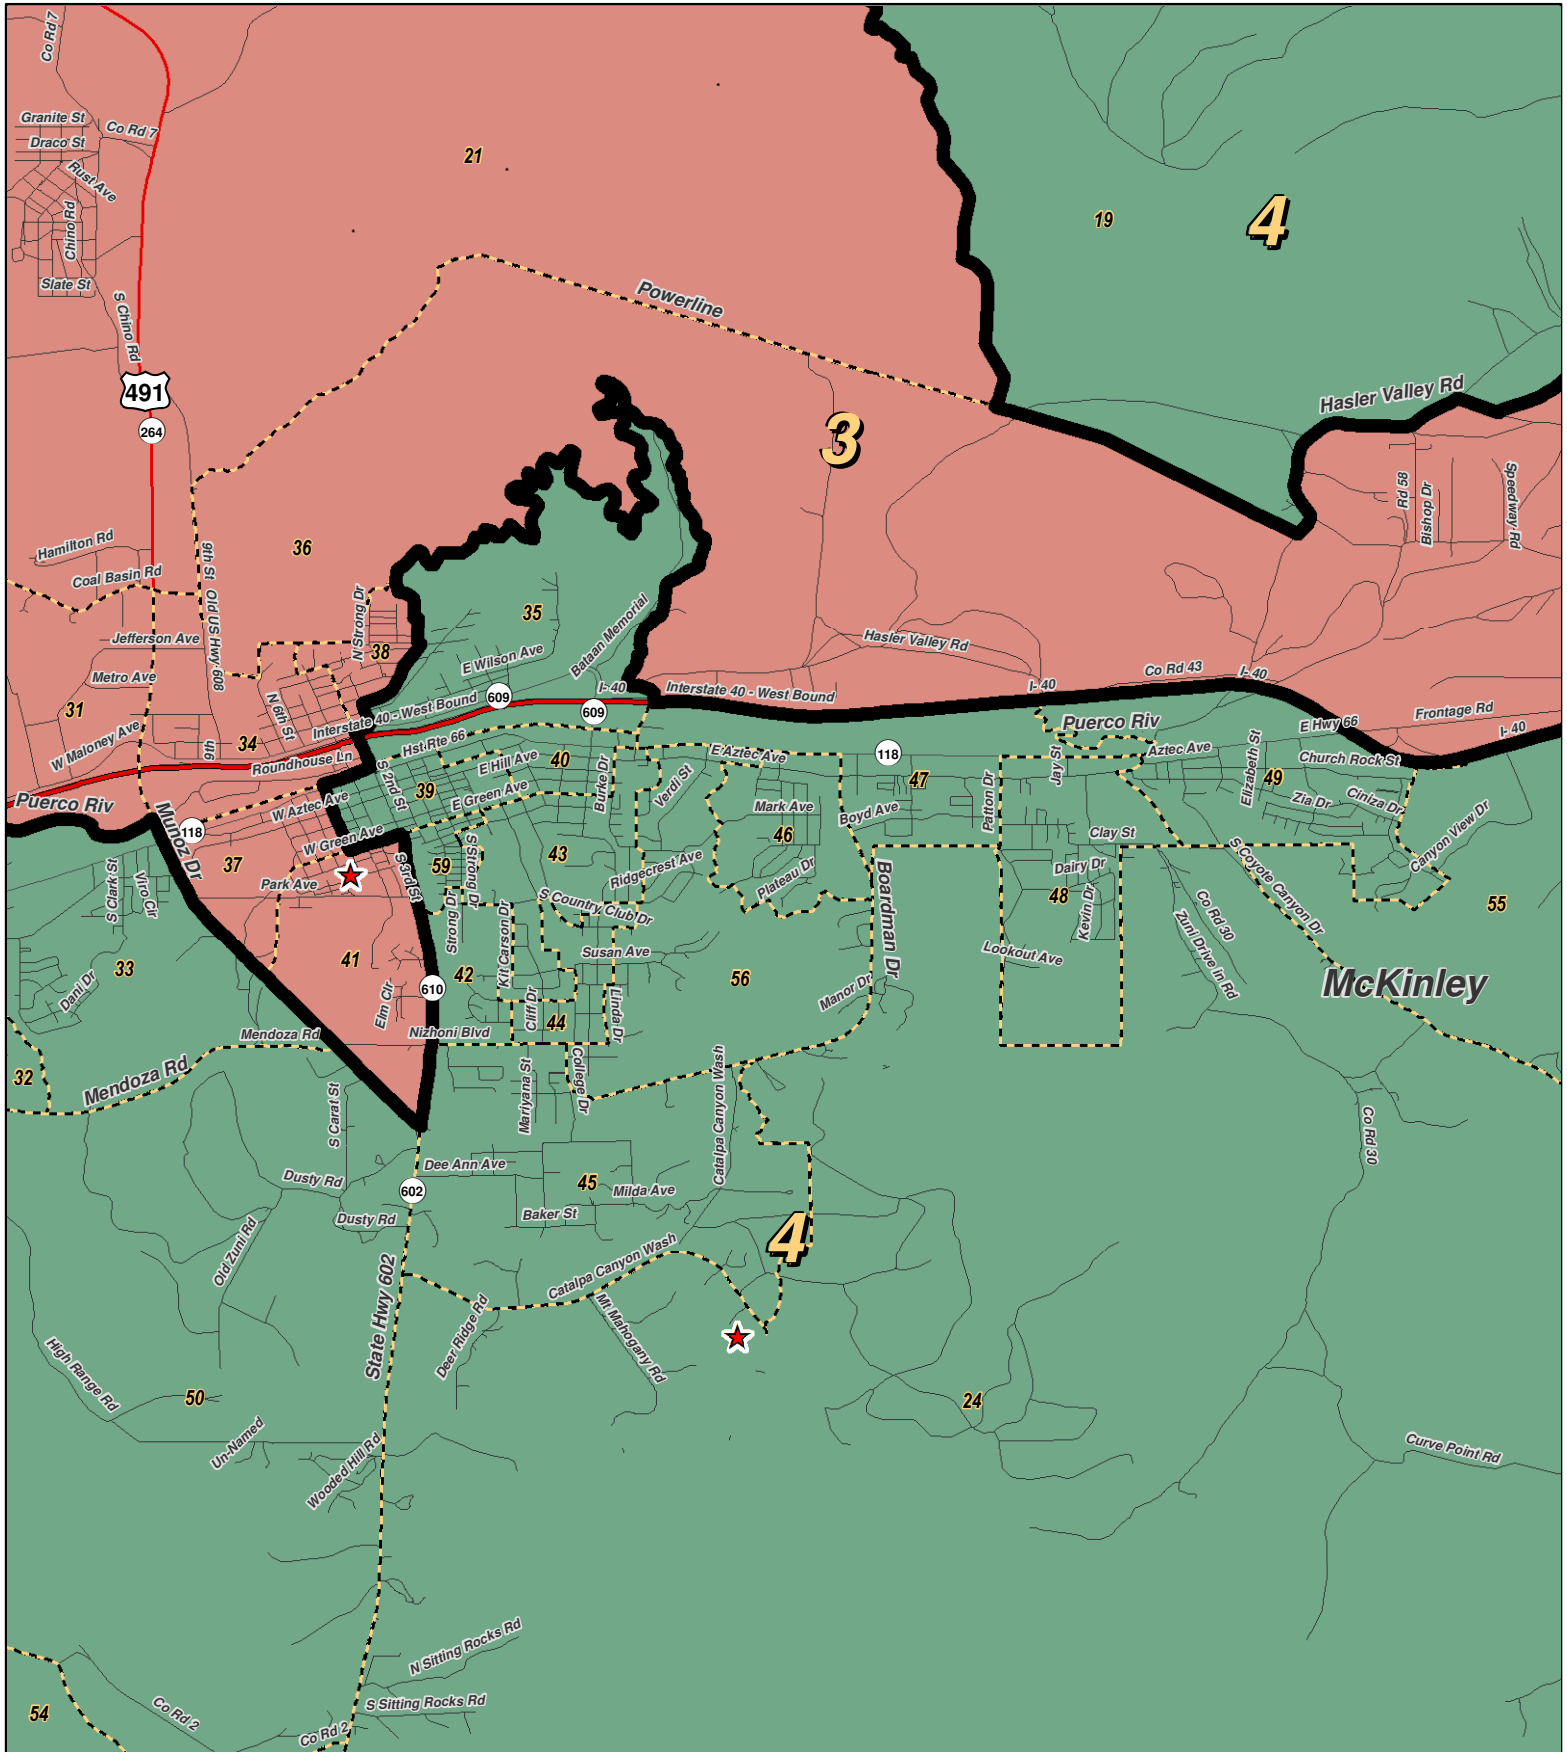 Co Rd 7
Granite St
Co Rd 7
Draco St
21
Rust Ave
19
4
Chino Rd
Slate St
Powerline
S Chino Rd
491
Hasler Valley Rd
264
3
Rd 58
Bishop Dr
Speedway Rd
Hamilton Rd
36
9th St
Coal Basin Rd
Old US Hwy 608
N Strong Dr
35
Bataan Memorial
Jefferson Ave
38
E Wilson Ave
Hasler Valley Rd
Metro Ave
Co Rd 43
I- 40
I- 40
I- 40
Interstate 40 - West Bound
609
31
N 6th St
Interstate 40 - West Bound
609
Puerco Riv
E Hwy 66
Frontage Rd
W Maloney Ave
9th
34
Hst Rte 66
I- 40
Roundhouse Ln
E Aztec Ave
118
Aztec Ave
Church Rock St
S 2nd St
E Hill Ave
40
Burke Dr
Verdi St
47
Jay St
Elizabeth St
49
Puerco Riv
W Aztec Ave
39
E Green Ave
Mark Ave
Boyd Ave
Patton Dr
Zia Dr
Ciniza Dr
118
Munoz Dr
W Green Ave
46
Clay St
Canyon View Dr
37
S 3rd St
59
S Strong Dr
43
Ridgecrest Ave
Plateau Dr
Boardman Dr
Dairy Dr
S Coyote Canyon Dr
S Clark St
Viro Cir
Park Ave
48
Kevin Dr
Co Rd 30
55
Strong Dr
Kit Carson Dr
S Country Club Dr
Zuni Drive In Rd
33
Dani Dr
41
42
Susan Ave
56
Lookout Ave
McKinley
610
Elm Cir
Cliff Dr
44
Linda Dr
Manor Dr
Mendoza Rd
Nizhoni Blvd
32
Mendoza Rd
S Carat St
Mariyana St
College Dr
Catalpa Canyon Wash
Co Rd 30
Dusty Rd
Dee Ann Ave
602
45
Milda Ave
Dusty Rd
Baker St
4
Old Zuni Rd
Catalpa Canyon Wash
State Hwy 602
Deer Ridge Rd
Mt Mahogany Rd
High Range Rd
50
24
Un-Named
Wooded Hill Rd
Curve Point Rd
N Sitting Rocks Rd
S Sitting Rocks Rd
54
Co Rd 2
Co Rd 2